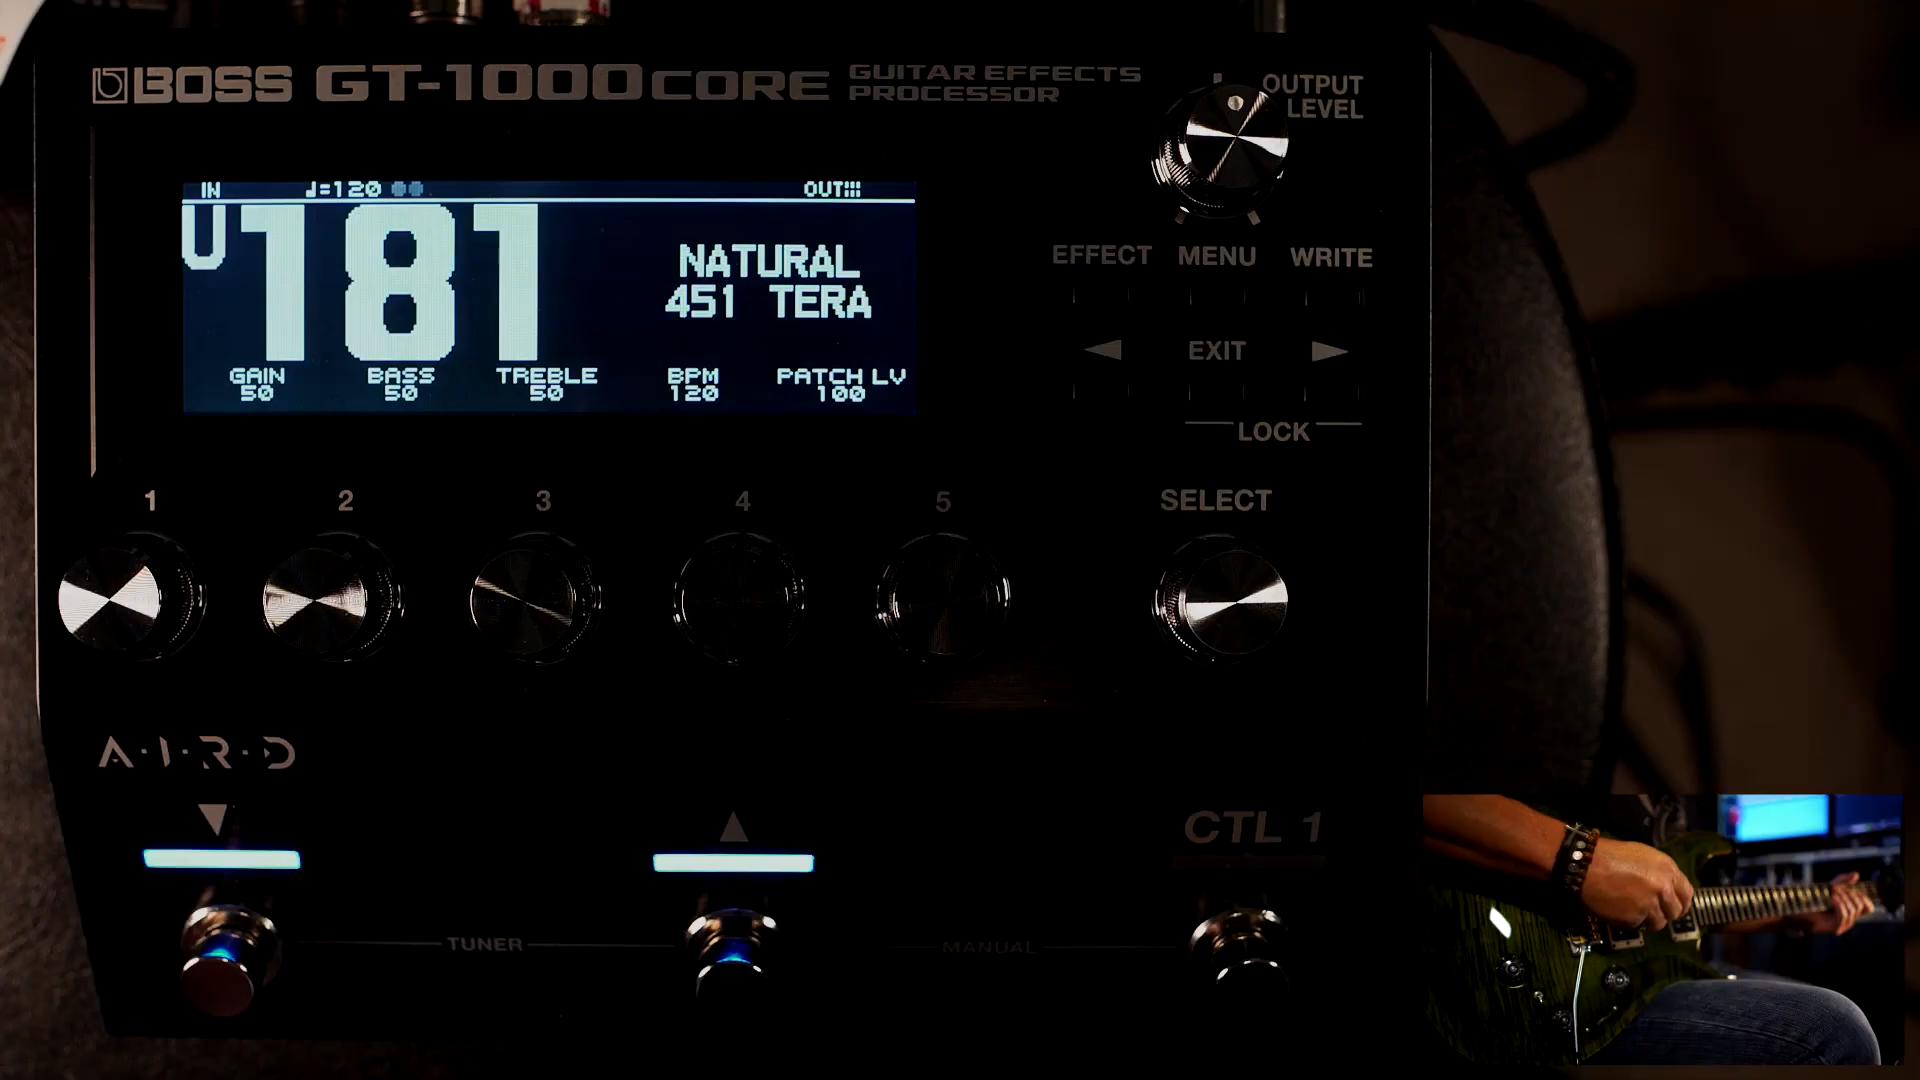 BOSS GT-1000CORE GUITAR EFFECTS PROCESSOR
OUTPUT LEVEL
IN ♩=120 OUT
U181
NATURAL
451 TERA
GAIN BASS TREBLE BPM PATCH LV
50 50 50 120 100
EFFECT MENU WRITE
EXIT
LOCK
1 2 3 4 5 SELECT
A·I·R·D
CTL 1
TUNER MANUAL